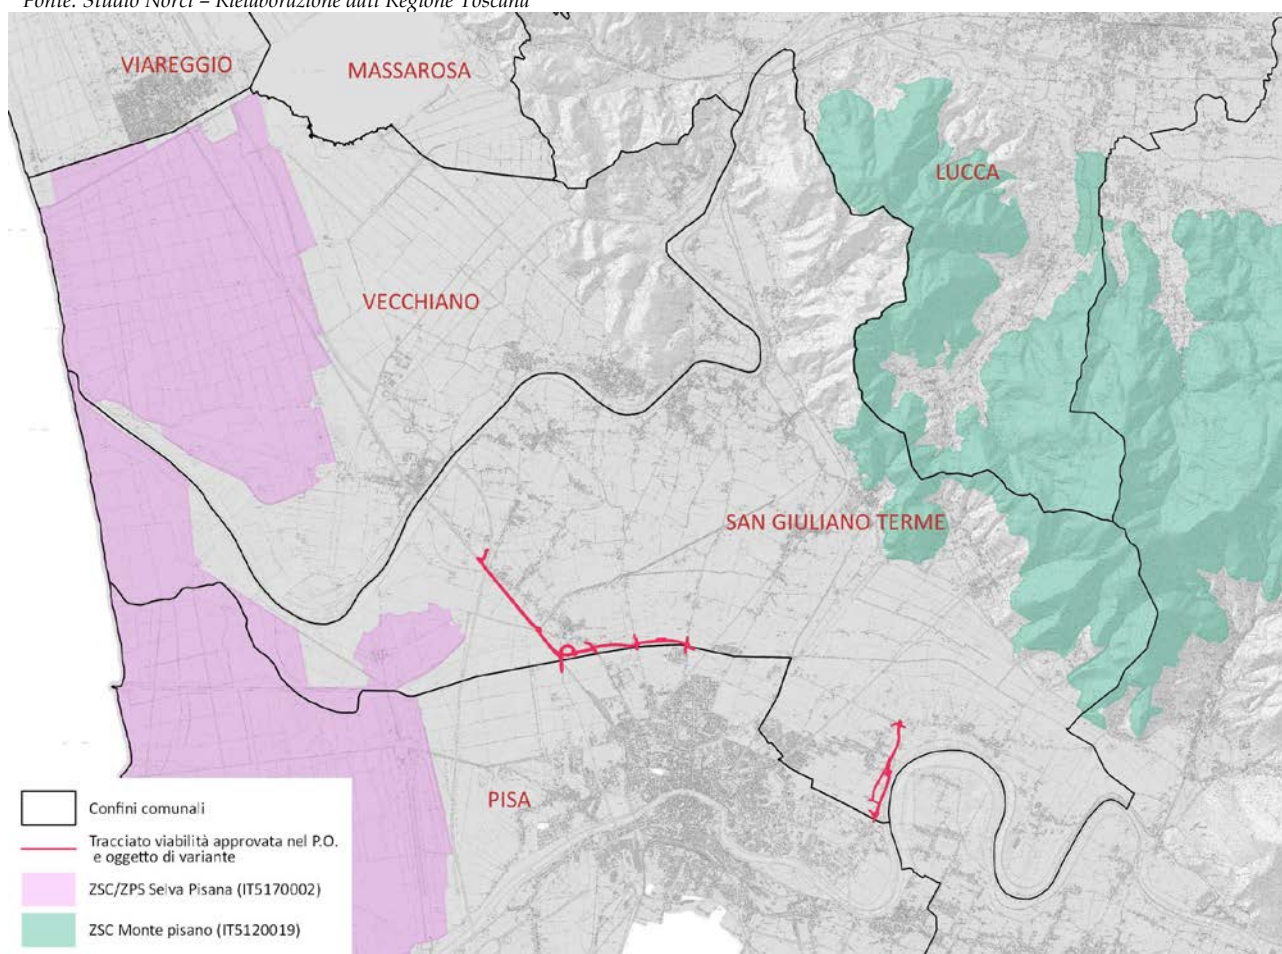 Fonte: Studio Norci – Rielaborazione dati Regione Toscana
VIAREGGIO
MASSAROSA
LUCCA
VECCHIANO
SAN GIULIANO TERME
PISA
Confini comunali
Tracciato viabilità approvata nel P.O.
e oggetto di variante
ZSC/ZPS Selva Pisana (IT5170002)
ZSC Monte pisano (IT5120019)